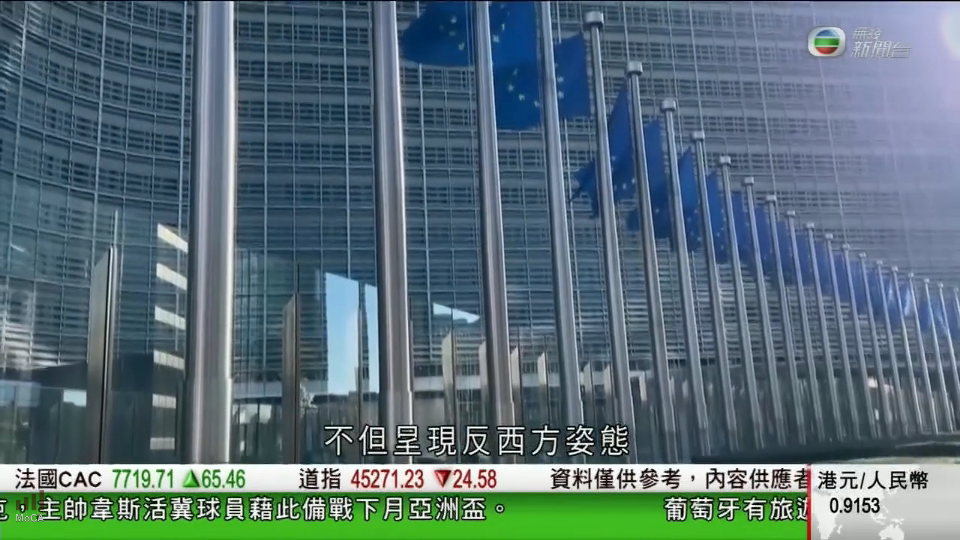 無綫
新聞台
不但呈現反西方姿態
法國CAC 7719.71 ▲65.46 道指 45271.23 ▼24.58 資料僅供參考，內容供應者
港元/人民幣
0.9153
，主帥韋斯活冀球員藉此備戰下月亞洲盃。 葡萄牙有旅
MoCA